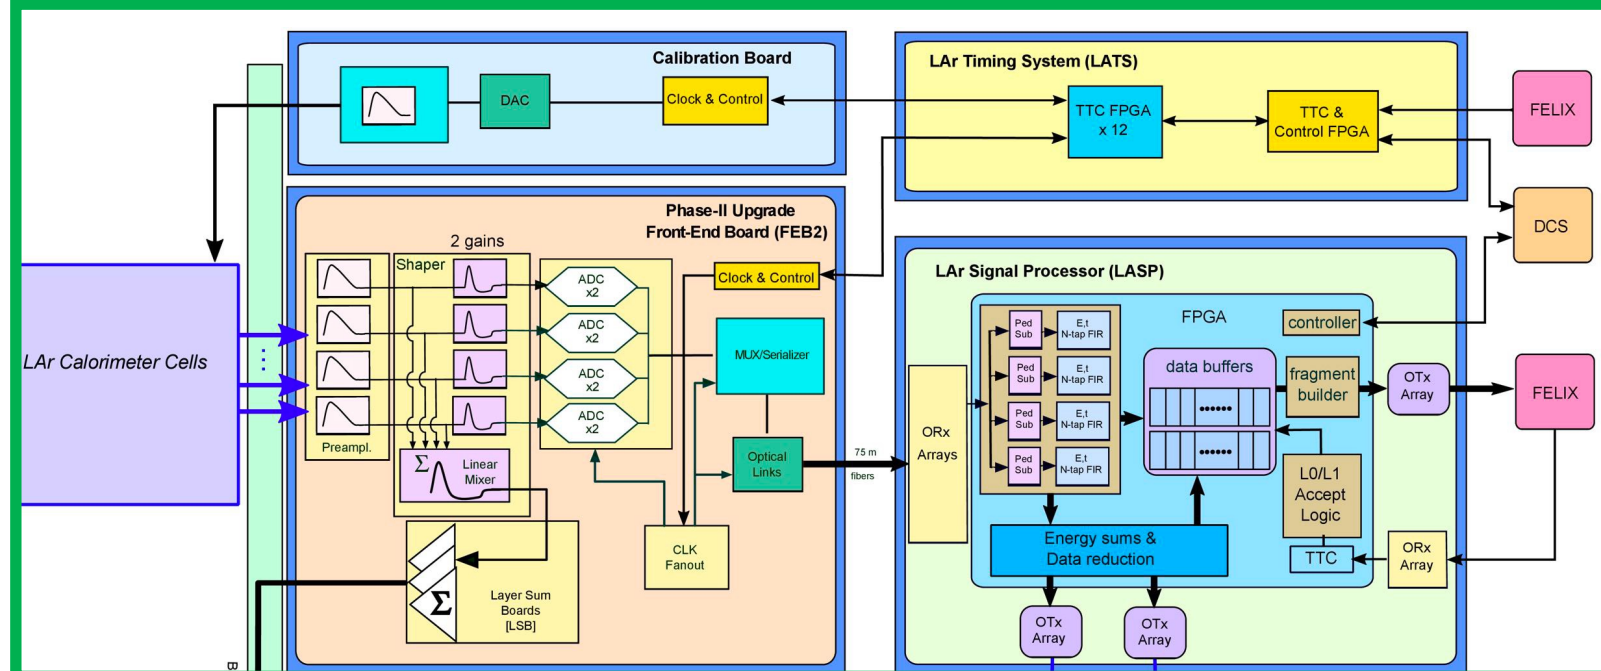 Calibration Board
DAC
Clock & Control
LAr Timing System (LATS)
TTC FPGA
x 12
TTC &
Control FPGA
FELIX
DCS
Phase-II Upgrade
Front-End Board (FEB2)
2 gains
Shaper
Clock & Control
ADC
x2
ADC
x2
ADC
x2
ADC
x2
MUX/Serializer
Preampl.
Σ
Linear
Mixer
Optical
Links
75 m
fibers
CLK
Fanout
Σ
Layer Sum
Boards
[LSB]
LAr Calorimeter Cells
B
LAr Signal Processor (LASP)
FPGA
controller
Ped
Sub
E,t
N-tap FIR
Ped
Sub
E,t
N-tap FIR
Ped
Sub
E,t
N-tap FIR
Ped
Sub
E,t
N-tap FIR
data buffers
fragment
builder
OTx
Array
FELIX
ORx
Arrays
L0/L1
Accept
Logic
Energy sums &
Data reduction
TTC
ORx
Array
OTx
Array
OTx
Array